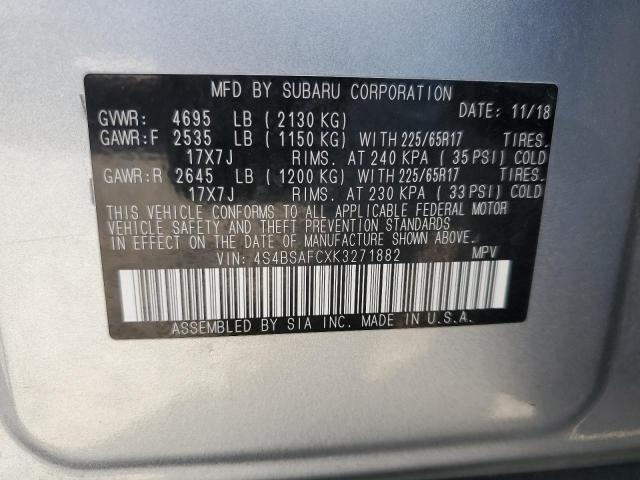 MFD BY SUBARU CORPORATION
GVWR: 4695 LB (2130 KG) DATE: 11/18
GAWR:F 2535 LB (1150 KG) WITH 225/65R17 TIRES.
17X7J RIMS. AT 240 KPA (35 PSI) COLD
GAWR:R 2645 LB (1200 KG) WITH 225/65R17 TIRES.
17X7J RIMS. AT 230 KPA (33 PSI) COLD
THIS VEHICLE CONFORMS TO ALL APPLICABLE FEDERAL MOTOR
VEHICLE SAFETY AND THEFT PREVENTION STANDARDS
IN EFFECT ON THE DATE OF MANUFACTURE SHOWN ABOVE.
VIN: 4S4BSAFCXK3271882 MPV
ASSEMBLED BY SIA INC. MADE IN U.S.A.